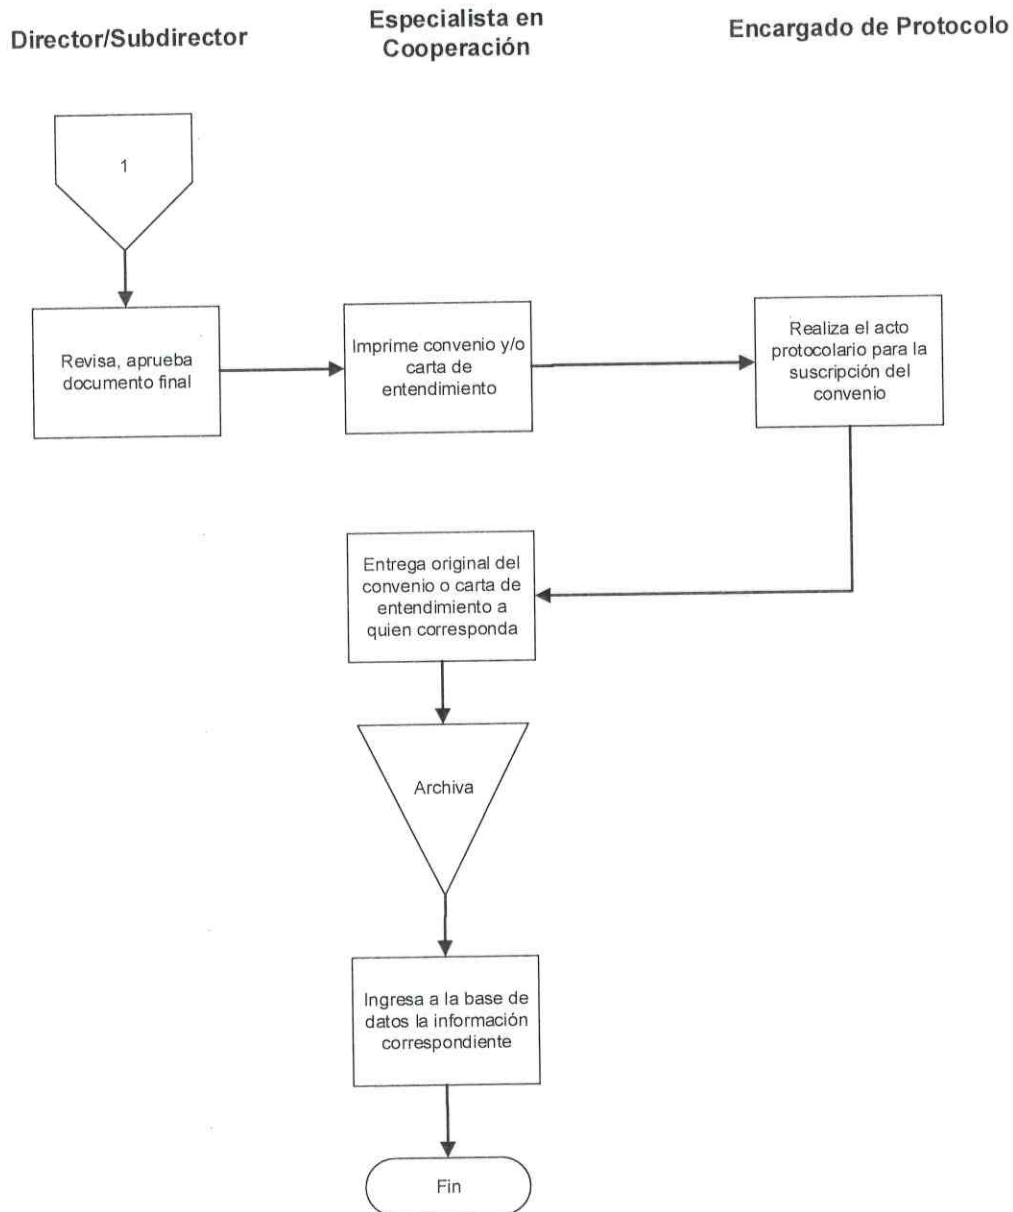 Director/Subdirector
Especialista en
Cooperación
Encargado de Protocolo
1
Revisa, aprueba
documento final
Imprime convenio y/o
carta de
entendimiento
Realiza el acto
protocolario para la
suscripción del
convenio
Entrega original del
convenio o carta de
entendimiento a
quien corresponda
Archiva
Ingresa a la base de
datos la información
correspondiente
Fin